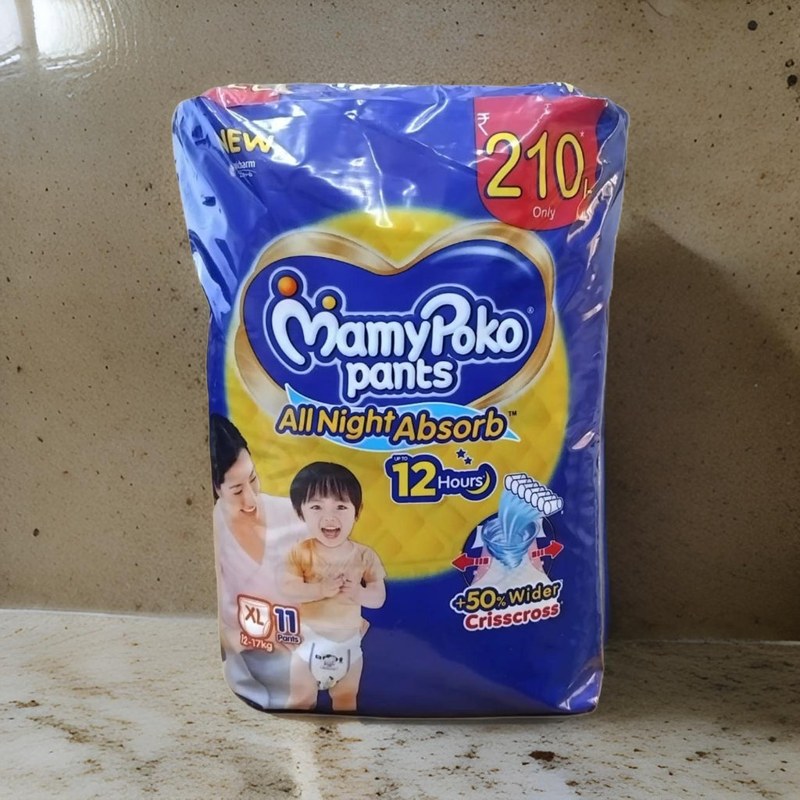 NEW
₹
210/-
Only
MamyPoko
pants
All Night Absorb™
UP TO
12 Hours
+50% Wider
Crisscross
XL
11
Pants
12-17kg